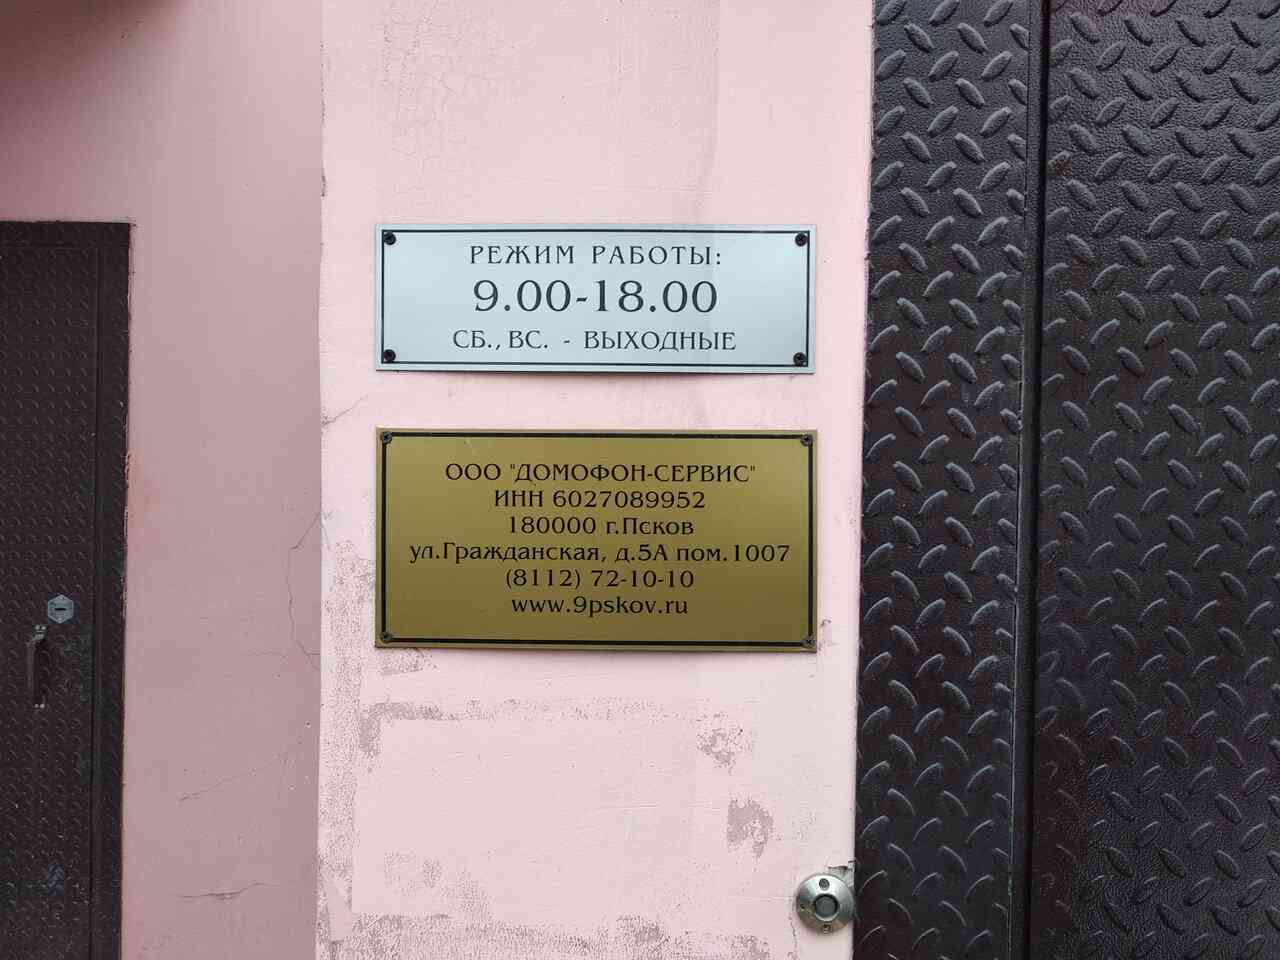 РЕЖИМ РАБОТЫ:
9.00-18.00
СБ., ВС. - ВЫХОДНЫЕ
ООО "ДОМОФОН-СЕРВИС"
ИНН 6027089952
180000 г.Псков
ул.Гражданская, д.5А пом.1007
(8112) 72-10-10
www.9pskov.ru